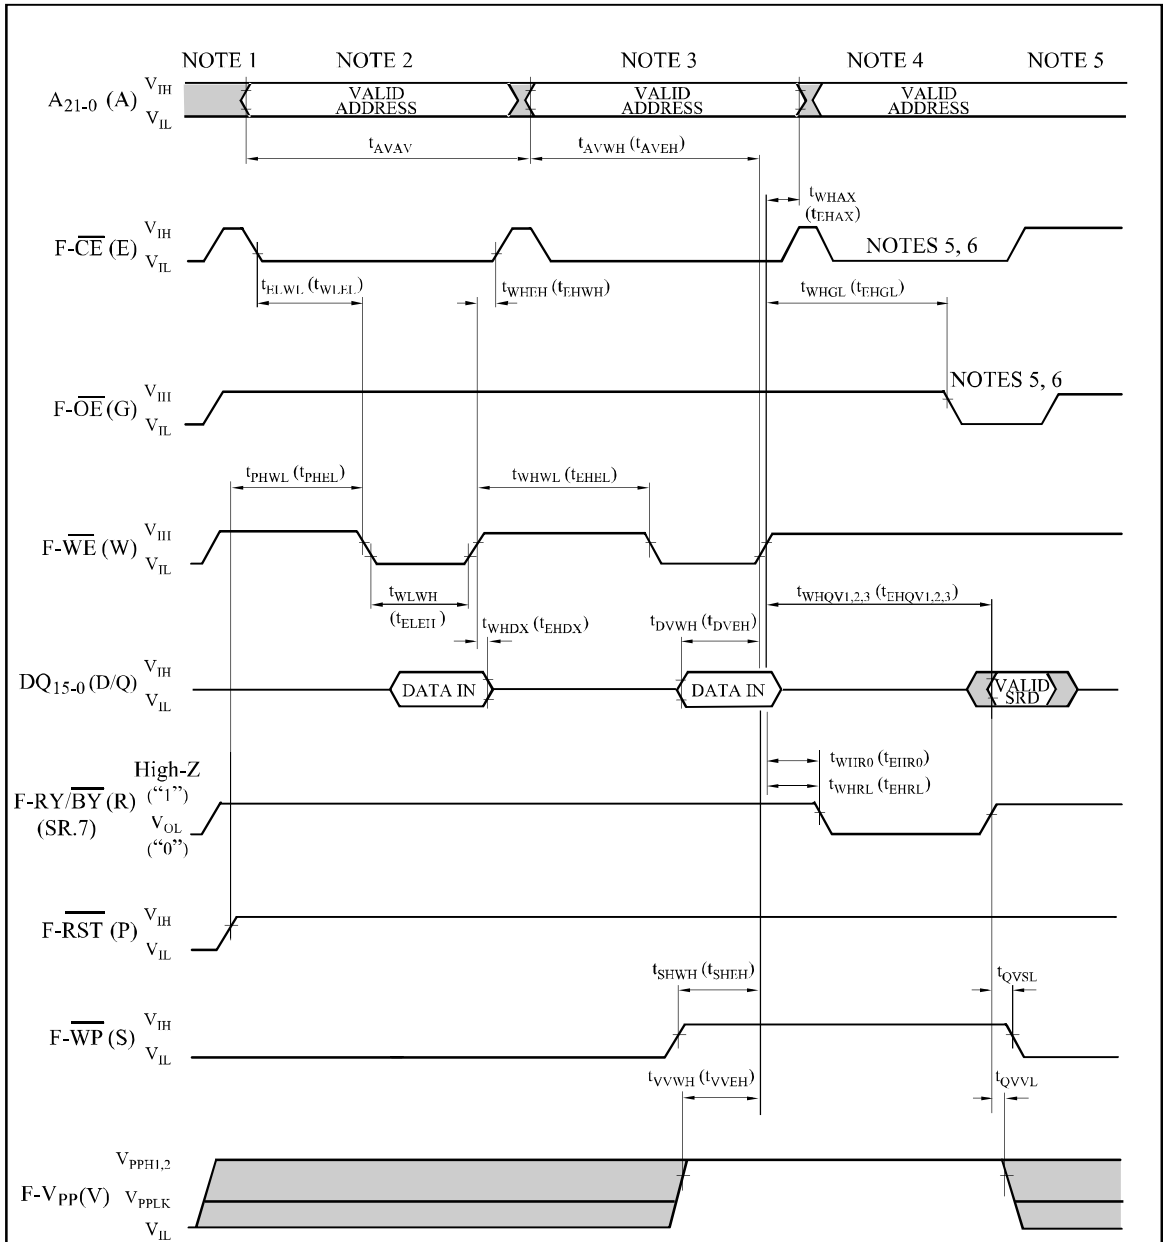 NOTE 1 NOTE 2 NOTE 3 NOTE 4 NOTE 5
A21-0 (A) VIH VIL
VALID ADDRESS VALID ADDRESS VALID ADDRESS
tAVAV tAVWH (tAVEH)
tWHAX
(tEHAX)
F-CE (E) VIH VIL
NOTES 5, 6
tELWL (tWLEL) tWHEH (tEHWH) tWHGL (tEHGL)
F-OE (G) VIH VIL
NOTES 5, 6
tPHWL (tPHEL) tWHWL (tEHEL)
F-WE (W) VIH VIL
tWLWH
(tELEH)
tWHQV1,2,3 (tEHQV1,2,3)
tWHDX (tEHDX) tDVWH (tDVEH)
DQ15-0 (D/Q) VIH VIL
DATA IN DATA IN VALID SRD
tWHR0 (tEHR0)
tWHRL (tEHRL)
F-RY/BY (R)
(SR.7)
High-Z
(“1”)
VOL
(“0”)
F-RST (P) VIH VIL
tSHWH (tSHEH) tQVSL
F-WP (S) VIH VIL
tVVWH (tVVEH) tQVVL
F-VPP (V) VPPH1,2 VPPLK VIL